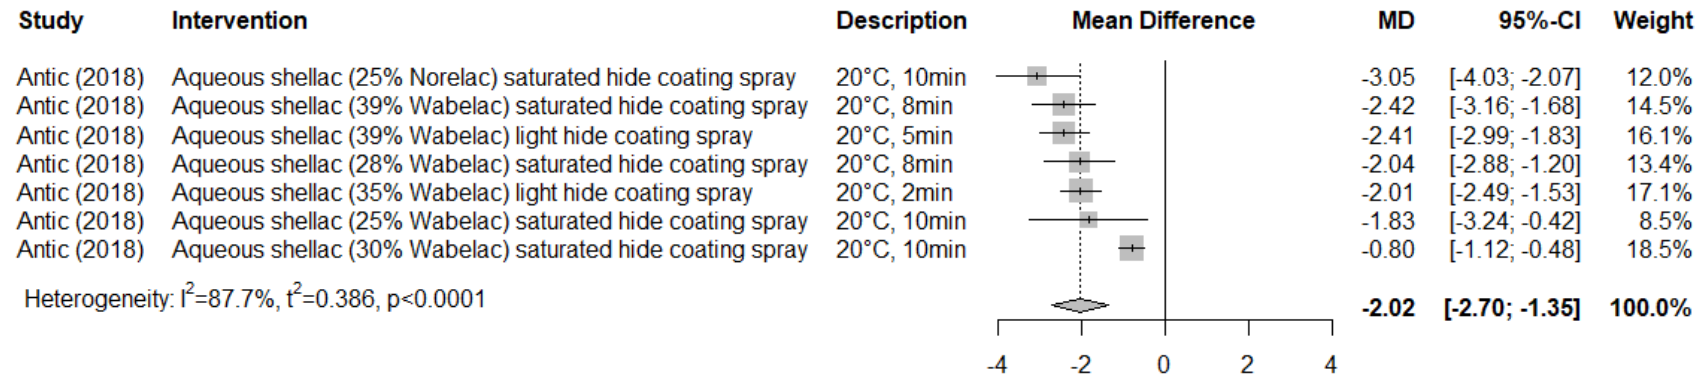 Study Intervention Description Mean Difference MD 95%-CI Weight
Antic (2018) Aqueous shellac (25% Norelac) saturated hide coating spray 20°C, 10min -3.05 [-4.03; -2.07] 12.0%
Antic (2018) Aqueous shellac (39% Wabelac) saturated hide coating spray 20°C, 8min -2.42 [-3.16; -1.68] 14.5%
Antic (2018) Aqueous shellac (39% Wabelac) light hide coating spray 20°C, 5min -2.41 [-2.99; -1.83] 16.1%
Antic (2018) Aqueous shellac (28% Wabelac) saturated hide coating spray 20°C, 8min -2.04 [-2.88; -1.20] 13.4%
Antic (2018) Aqueous shellac (35% Wabelac) light hide coating spray 20°C, 2min -2.01 [-2.49; -1.53] 17.1%
Antic (2018) Aqueous shellac (25% Wabelac) saturated hide coating spray 20°C, 10min -1.83 [-3.24; -0.42] 8.5%
Antic (2018) Aqueous shellac (30% Wabelac) saturated hide coating spray 20°C, 10min -0.80 [-1.12; -0.48] 18.5%
Heterogeneity: I²=87.7%, t²=0.386, p<0.0001 -2.02 [-2.70; -1.35] 100.0%
-4 -2 0 2 4